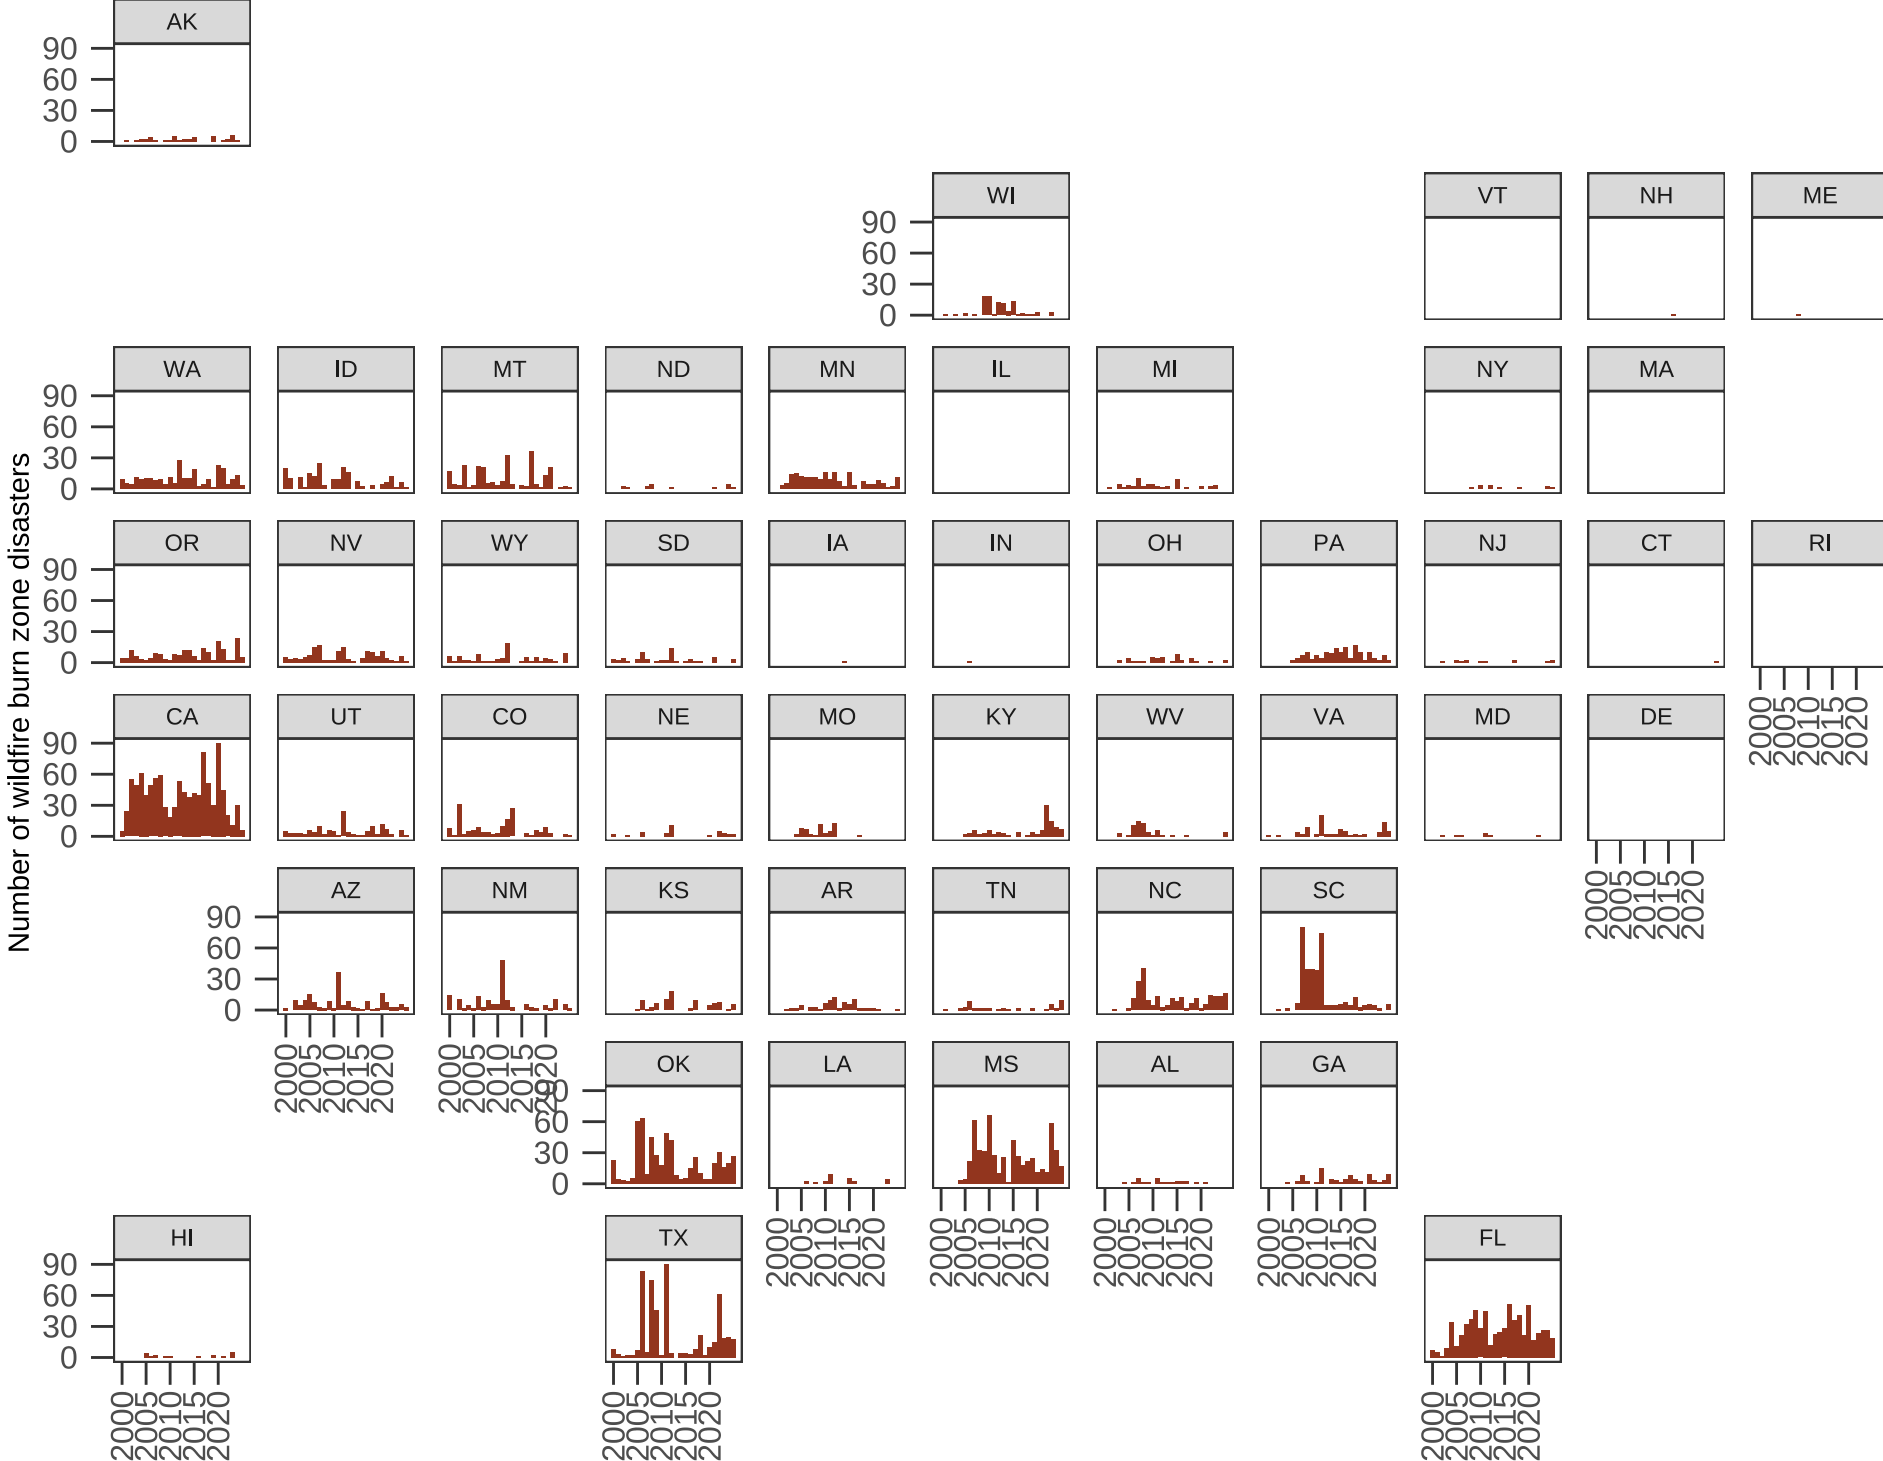 AK
90
60
30
0
WI
VT
NH
ME
90
60
30
0
WA
ID
MT
ND
MN
IL
MI
NY
MA
90
60
30
0
Number of wildfire burn zone disasters
OR
NV
WY
SD
IA
IN
OH
PA
NJ
CT
RI
90
60
30
0
2000
2005
2010
2015
2020
CA
UT
CO
NE
MO
KY
WV
VA
MD
DE
90
60
30
0
2000
2005
2010
2015
2020
AZ
NM
KS
AR
TN
NC
SC
90
60
30
0
2000
2005
2010
2015
2020
2000
2005
2010
2015
2020
OK
LA
MS
AL
GA
90
60
30
0
2000
2005
2010
2015
2020
2000
2005
2010
2015
2020
2000
2005
2010
2015
2020
2000
2005
2010
2015
2020
HI
TX
FL
90
60
30
0
2000
2005
2010
2015
2020
2000
2005
2010
2015
2020
2000
2005
2010
2015
2020